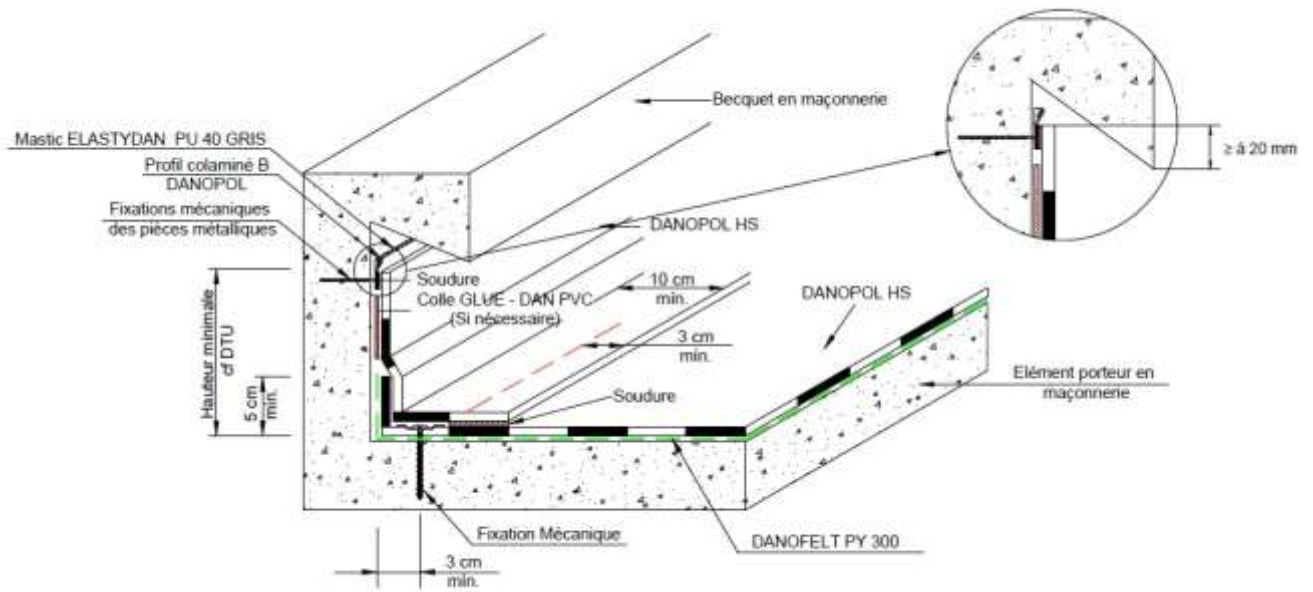 Becquet en maçonnerie
Mastic ELASTYDAN PU 40 GRIS
Profil colaminé B
DANOPOL
Fixations mécaniques
des pièces métalliques
≥ á 20 mm
DANOPOL HS
Soudure
Colle GLUE - DAN PVC
(Si nécessaire)
10 cm
min.
DANOPOL HS
3 cm
min.
Hauteur minimale
cf DTU
5 cm
min.
Soudure
Elément porteur en
maçonnerie
Fixation Mécanique
DANOFELT PY 300
3 cm
min.